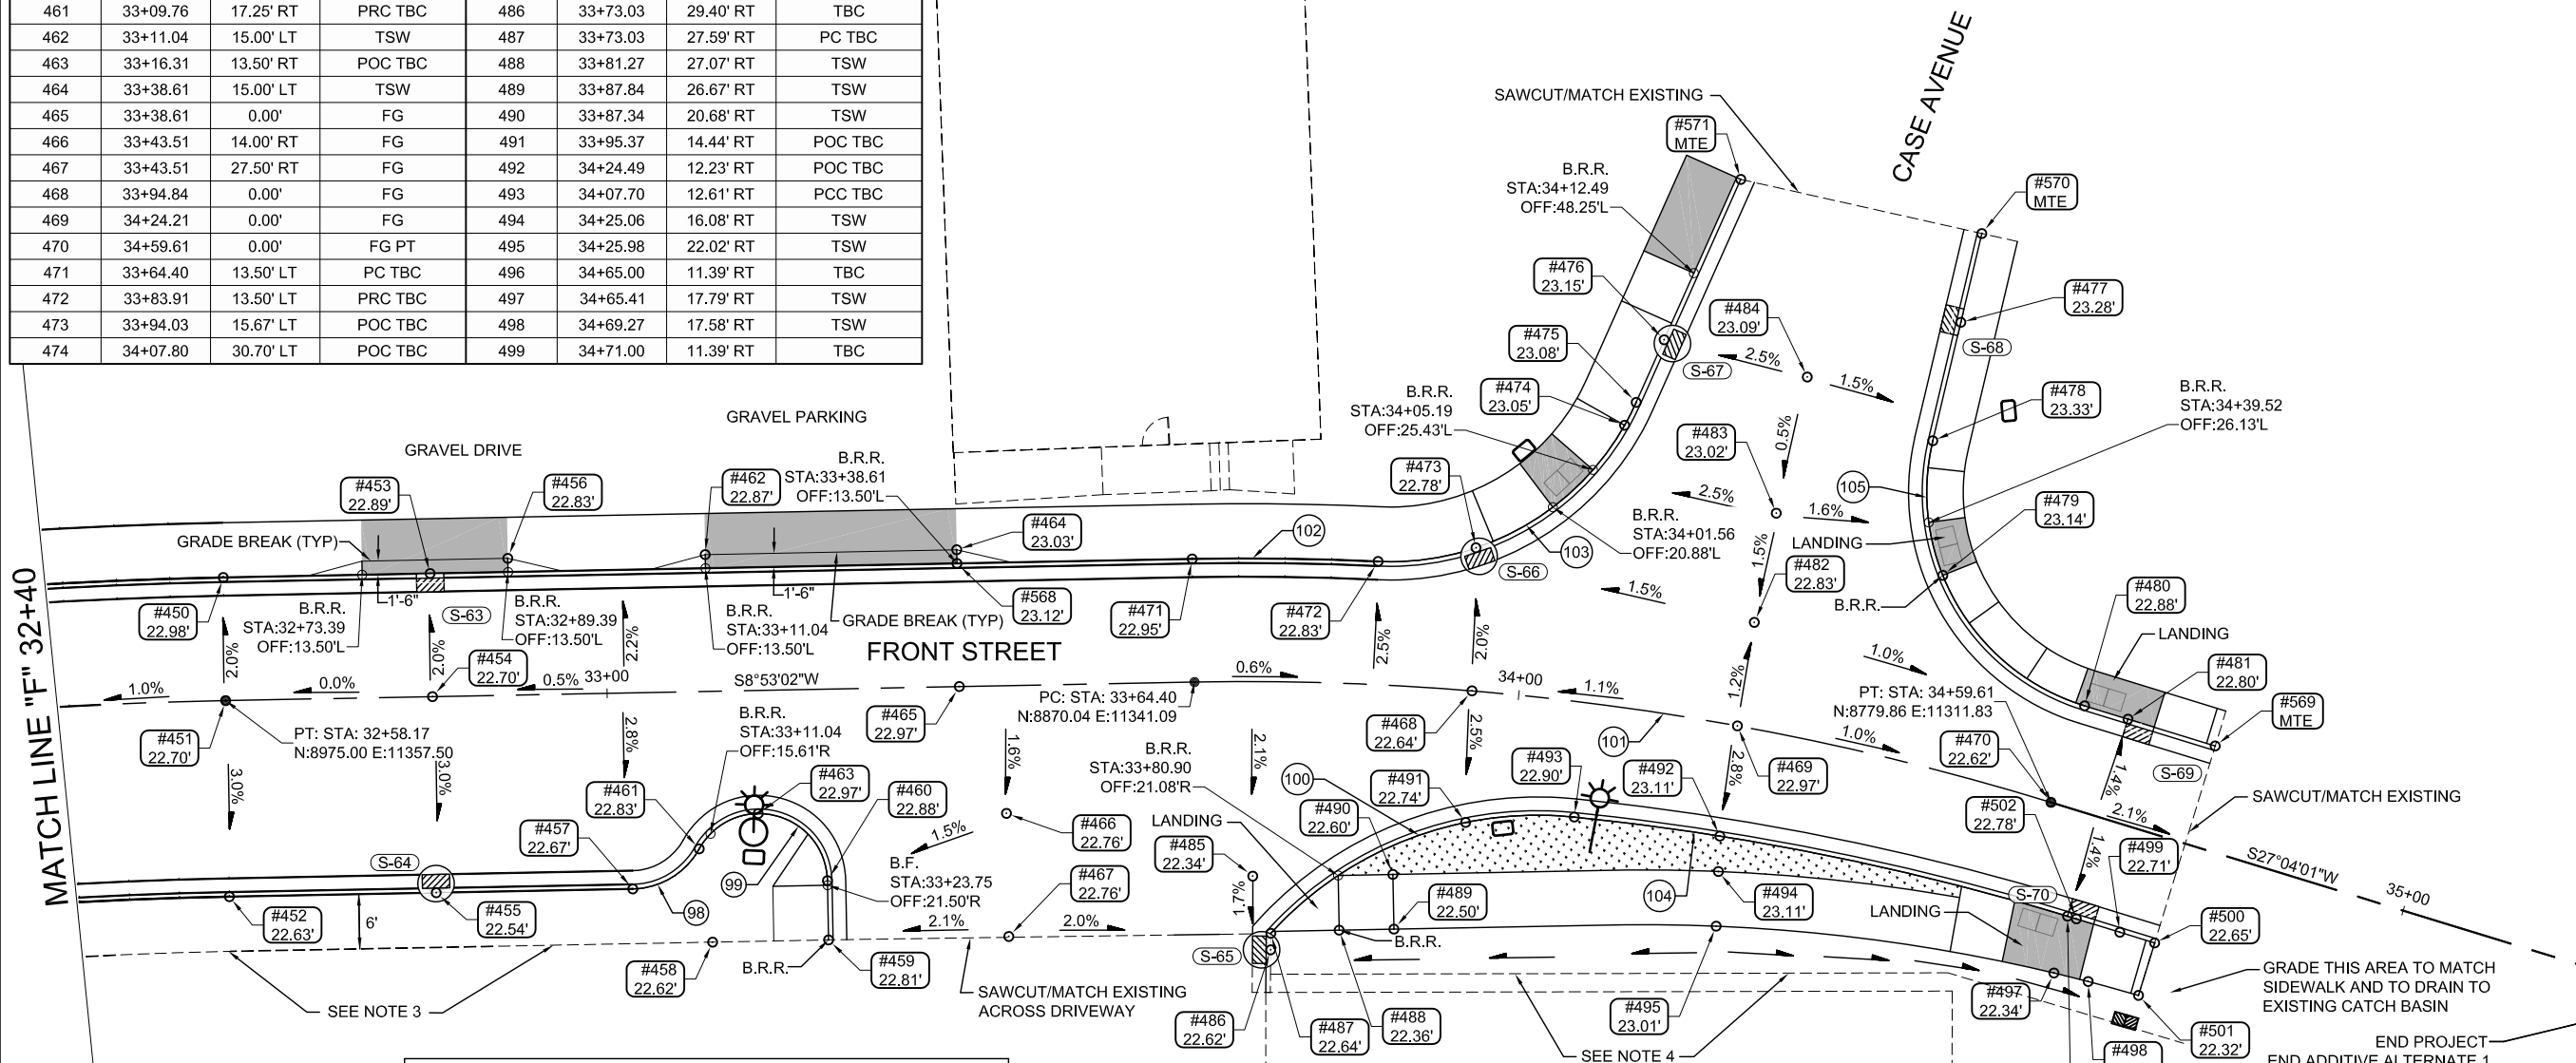 461 33+09.76 17.25' RT PRC TBC 486 33+73.03 29.40' RT TBC
462 33+11.04 15.00' LT TSW 487 33+73.03 27.59' RT PC TBC
463 33+16.31 13.50' RT POC TBC 488 33+81.27 27.07' RT TSW
464 33+38.61 15.00' LT TSW 489 33+87.84 26.67' RT TSW
465 33+38.61 0.00' FG 490 33+87.34 20.68' RT TSW
466 33+43.51 14.00' RT FG 491 33+95.37 14.44' RT POC TBC
467 33+43.51 27.50' RT FG 492 34+24.49 12.23' RT POC TBC
468 33+94.84 0.00' FG 493 34+07.70 12.61' RT PCC TBC
469 34+24.21 0.00' FG 494 34+25.06 16.08' RT TSW
470 34+59.61 0.00' FG PT 495 34+25.98 22.02' RT TSW
471 33+64.40 13.50' LT PC TBC 496 34+65.00 11.39' RT TBC
472 33+83.91 13.50' LT PRC TBC 497 34+65.41 17.79' RT TSW
473 33+94.03 15.67' LT POC TBC 498 34+69.27 17.58' RT TSW
474 34+07.80 30.70' LT POC TBC 499 34+71.00 11.39' RT TBC
CASE AVENUE
SAWCUT/MATCH EXISTING
#571
MTE
B.R.R.
STA:34+12.49
OFF:48.25'L
#570
MTE
#476
23.15'
#484
23.09'
#477
23.28'
S-68
#475
23.08'
S-67
2.5%
1.5%
#474
23.05'
B.R.R.
STA:34+05.19
OFF:25.43'L
#478
23.33'
B.R.R.
STA:34+39.52
OFF:26.13'L
GRAVEL PARKING
GRAVEL DRIVE
#483
23.02'
0.5%
#473
22.78'
#453
22.89'
#456
22.83'
#462
22.87'
B.R.R.
STA:33+38.61
OFF:13.50'L
2.5%
1.6%
105
#479
23.14'
B.R.R.
STA:34+01.56
OFF:20.88'L
LANDING
GRADE BREAK (TYP)
#464
23.03'
102
103
S-66
1.5%
#482
22.83'
1.5%
B.R.R.
#480
22.88'
LANDING
#450
22.98'
1'-6"
S-63
B.R.R.
STA:32+73.39
OFF:13.50'L
B.R.R.
STA:32+89.39
OFF:13.50'L
B.R.R.
STA:33+11.04
OFF:13.50'L
1'-6"
GRADE BREAK (TYP)
#568
23.12'
#471
22.95'
#472
22.83'
MATCH LINE "F" 32+40
FRONT STREET
2.0%
2.0%
2.2%
2.5%
2.0%
#454
22.70'
1.0%
0.0%
0.5%
33+00
S8°53'02"W
0.6%
34+00
1.1%
1.2%
1.0%
#481
22.80'
#569
MTE
PC: STA: 33+64.40
N:8870.04 E:11341.09
PT: STA: 34+59.61
N:8779.86 E:11311.83
#451
22.70'
PT: STA: 32+58.17
N:8975.00 E:11357.50
B.R.R.
STA:33+11.04
OFF:15.61'R
#465
22.97'
#468
22.64'
101
1.0%
#470
22.62'
S-69
3.0%
3.0%
2.8%
1.6%
2.1%
2.5%
2.8%
1.4%
2.1%
B.R.R.
STA:33+80.90
OFF:21.08'R
100
#491
22.74'
#493
22.90'
#492
23.11'
#469
22.97'
SAWCUT/MATCH EXISTING
#461
22.83'
#463
22.97'
#460
22.88'
#457
22.67'
#466
22.76'
LANDING
#490
22.60'
#502
22.78'
1.4%
#499
22.71'
S27°04'01"W
35+00
S-64
1.5%
B.F.
STA:33+23.75
OFF:21.50'R
#485
22.34'
#467
22.76'
1.7%
99
98
104
#494
23.11'
S-70
LANDING
#452
22.63'
6'
#455
22.54'
2.1%
2.0%
#489
22.50'
#500
22.65'
S-65
B.R.R.
#458
22.62'
B.R.R.
#459
22.81'
SEE NOTE 3
SAWCUT/MATCH EXISTING
ACROSS DRIVEWAY
#486
22.62'
#487
22.64'
#488
22.36'
#495
23.01'
#497
22.34'
GRADE THIS AREA TO MATCH
SIDEWALK AND TO DRAIN TO
EXISTING CATCH BASIN
#501
22.32'
SEE NOTE 4
#498
END PROJECT
END ADDITIVE ALTERNATE 1